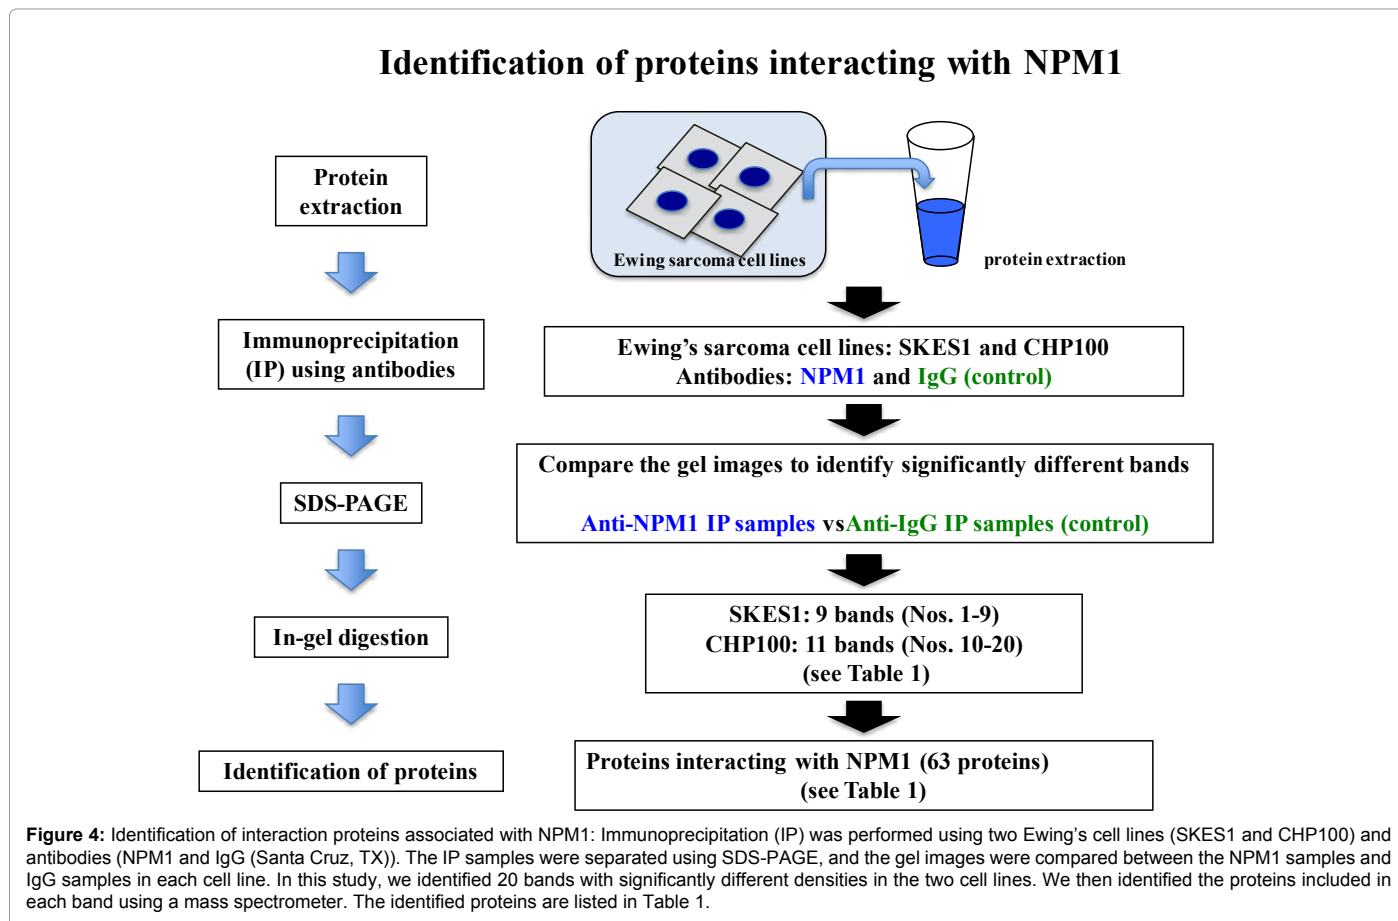 Identification of proteins interacting with NPM1
Protein
extraction
Immunoprecipitation
(IP) using antibodies
SDS-PAGE
In-gel digestion
Identification of proteins
Ewing sarcoma cell lines
protein extraction
Ewing’s sarcoma cell lines: SKES1 and CHP100
Antibodies: NPM1 and IgG (control)
Compare the gel images to identify significantly different bands
Anti-NPM1 IP samples vsAnti-IgG IP samples (control)
SKES1: 9 bands (Nos. 1-9)
CHP100: 11 bands (Nos. 10-20)
(see Table 1)
Proteins interacting with NPM1 (63 proteins)
(see Table 1)
Figure 4: Identification of interaction proteins associated with NPM1: Immunoprecipitation (IP) was performed using two Ewing’s cell lines (SKES1 and CHP100) and
antibodies (NPM1 and IgG (Santa Cruz, TX)). The IP samples were separated using SDS-PAGE, and the gel images were compared between the NPM1 samples and
IgG samples in each cell line. In this study, we identified 20 bands with significantly different densities in the two cell lines. We then identified the proteins included in
each band using a mass spectrometer. The identified proteins are listed in Table 1.